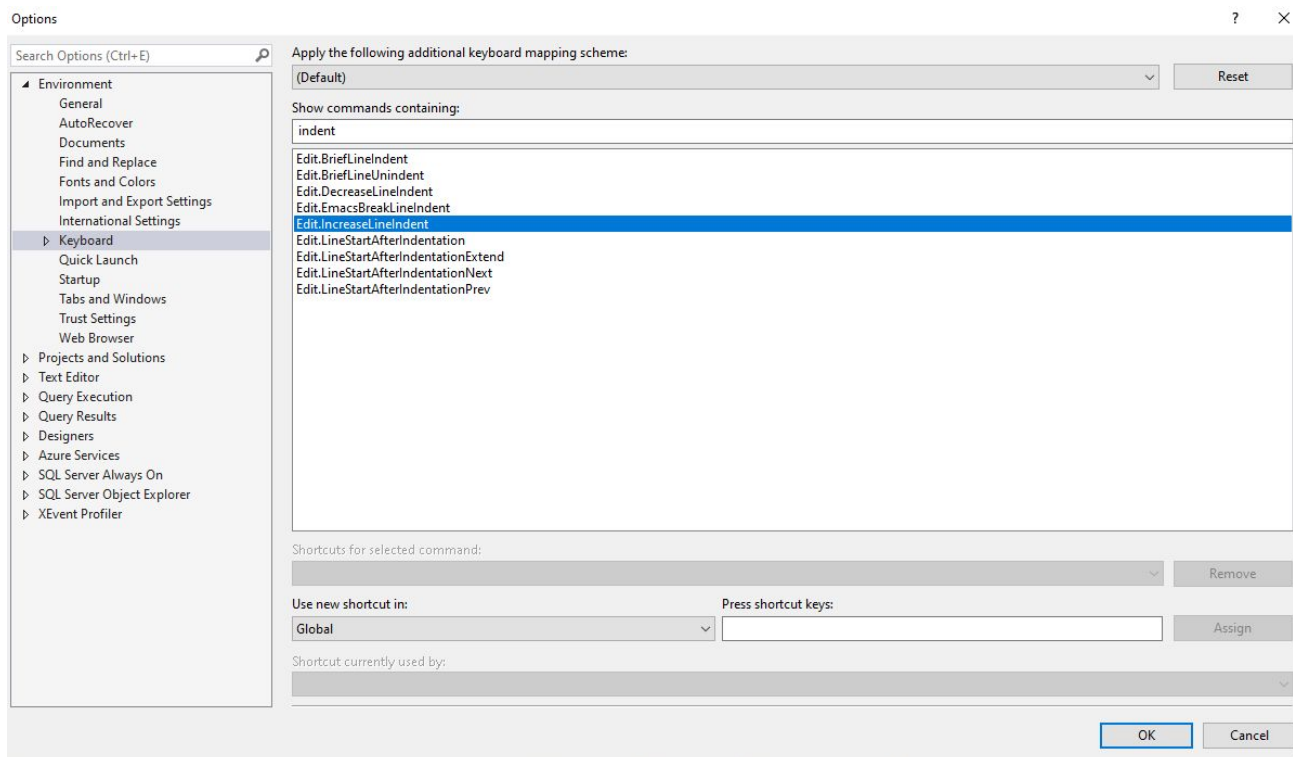 Options
?
Search Options (Ctrl+E)
Environment
General
AutoRecover
Documents
Find and Replace
Fonts and Colors
Import and Export Settings
International Settings
Keyboard
Quick Launch
Startup
Tabs and Windows
Trust Settings
Web Browser
Projects and Solutions
Text Editor
Query Execution
Query Results
Designers
Azure Services
SQL Server Always On
SQL Server Object Explorer
XEvent Profiler
Apply the following additional keyboard mapping scheme:
(Default)
Reset
Show commands containing:
indent
Edit.BriefLineIndent
Edit.BriefLineUnindent
Edit.DecreaseLineIndent
Edit.EmacsBreakLineIndent
Edit.IncreaseLineIndent
Edit.LineStartAfterIndentation
Edit.LineStartAfterIndentationExtend
Edit.LineStartAfterIndentationNext
Edit.LineStartAfterIndentationPrev
Shortcuts for selected command:
Remove
Use new shortcut in:
Press shortcut keys:
Global
Assign
Shortcut currently used by:
OK
Cancel